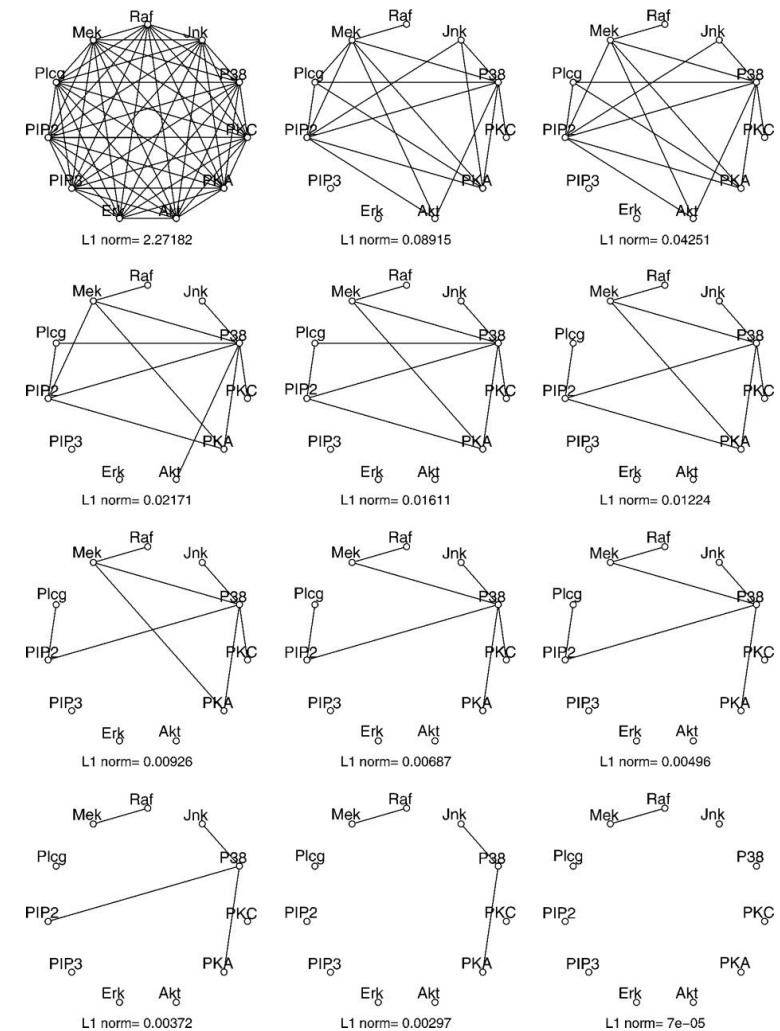 Raf
Mek Jnk
Plcg P38
PIP2 PKC
PIP3 PKA
Erk Akt
L1 norm= 2.27182
Raf
Mek Jnk
Plcg P38
PIP2 PKC
PIP3 PKA
Erk Akt
L1 norm= 0.08915
Raf
Mek Jnk
Plcg P38
PIP2 PKC
PIP3 PKA
Erk Akt
L1 norm= 0.04251
Raf
Mek Jnk
Plcg P38
PIP2 PKC
PIP3 PKA
Erk Akt
L1 norm= 0.02171
Raf
Mek Jnk
Plcg P38
PIP2 PKC
PIP3 PKA
Erk Akt
L1 norm= 0.01611
Raf
Mek Jnk
Plcg P38
PIP2 PKC
PIP3 PKA
Erk Akt
L1 norm= 0.01224
Raf
Mek Jnk
Plcg P38
PIP2 PKC
PIP3 PKA
Erk Akt
L1 norm= 0.00926
Raf
Mek Jnk
Plcg P38
PIP2 PKC
PIP3 PKA
Erk Akt
L1 norm= 0.00687
Raf
Mek Jnk
Plcg P38
PIP2 PKC
PIP3 PKA
Erk Akt
L1 norm= 0.00496
Raf
Mek Jnk
Plcg P38
PIP2 PKC
PIP3 PKA
Erk Akt
L1 norm= 0.00372
Raf
Mek Jnk
Plcg P38
PIP2 PKC
PIP3 PKA
Erk Akt
L1 norm= 0.00297
Raf
Mek Jnk
Plcg P38
PIP2 PKC
PIP3 PKA
Erk Akt
L1 norm= 7e−05